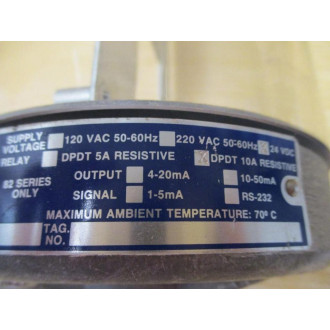 SUPPLY VOLTAGE 120 VAC 50-60Hz 220 VAC 50-60Hz 24 VDC
RELAY DPDT 5A RESISTIVE DPDT 10A RESISTIVE
82 SERIES ONLY OUTPUT 4-20mA 10-50mA
SIGNAL 1-5mA RS-232
MAXIMUM AMBIENT TEMPERATURE: 70º C
TAG.
NO.